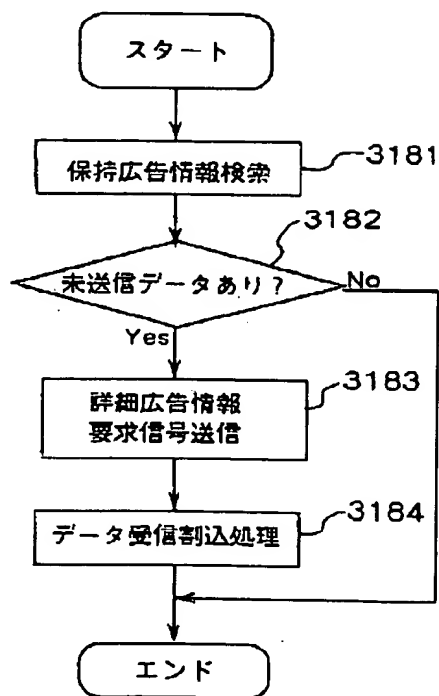 スタート
保持広告情報検索
3181
3182
未送信データあり?
No
Yes
詳細広告情報
要求信号送信
3183
データ受信割込処理
3184
エンド